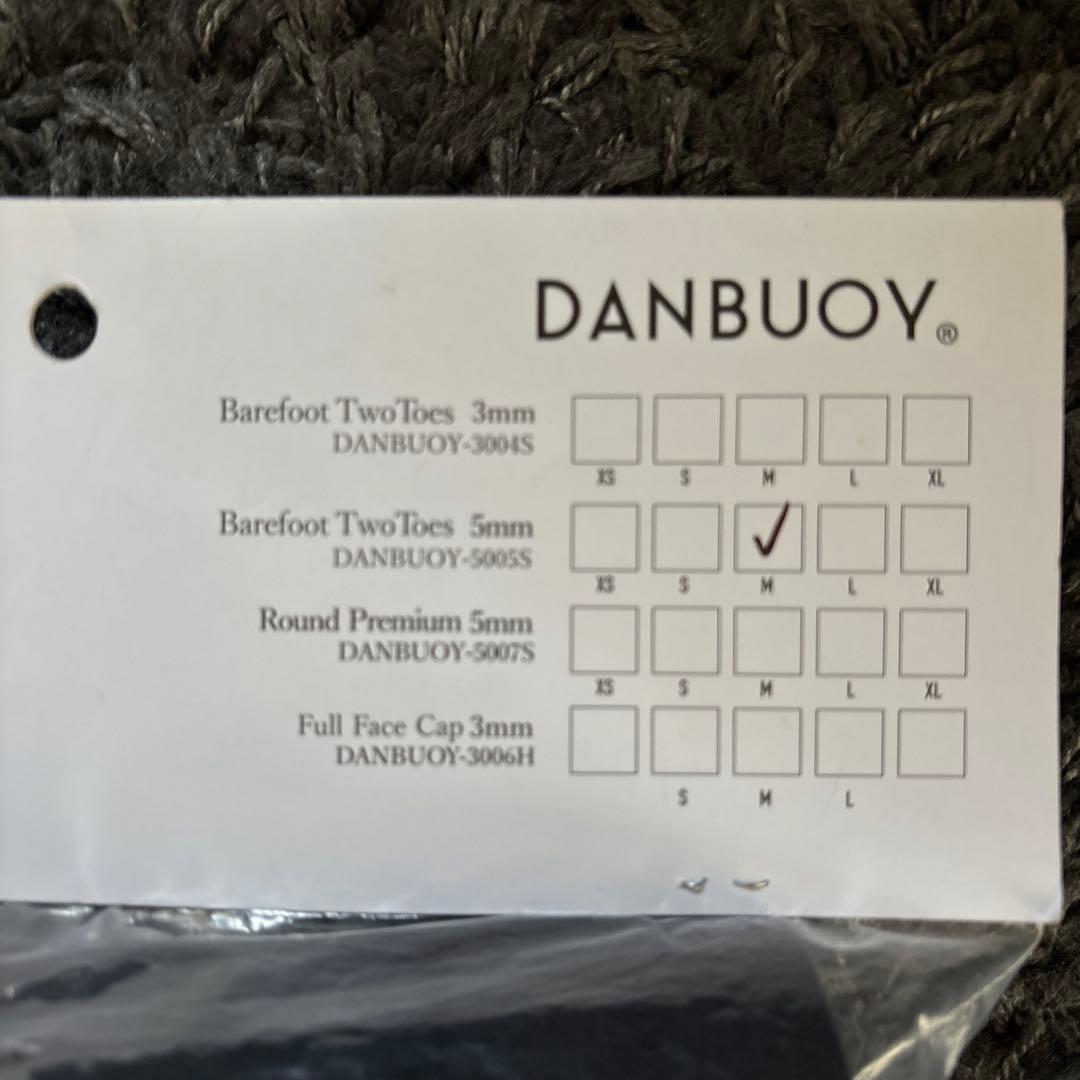 DANBUOY®
Barefoot TwoToes 3mm
DANBUOY-3004S
XS S M L XL
Barefoot TwoToes 5mm
DANBUOY-5005S
XS S M L XL
Round Premium 5mm
DANBUOY-5007S
XS S M L XL
Full Face Cap 3mm
DANBUOY-3006H
S M L